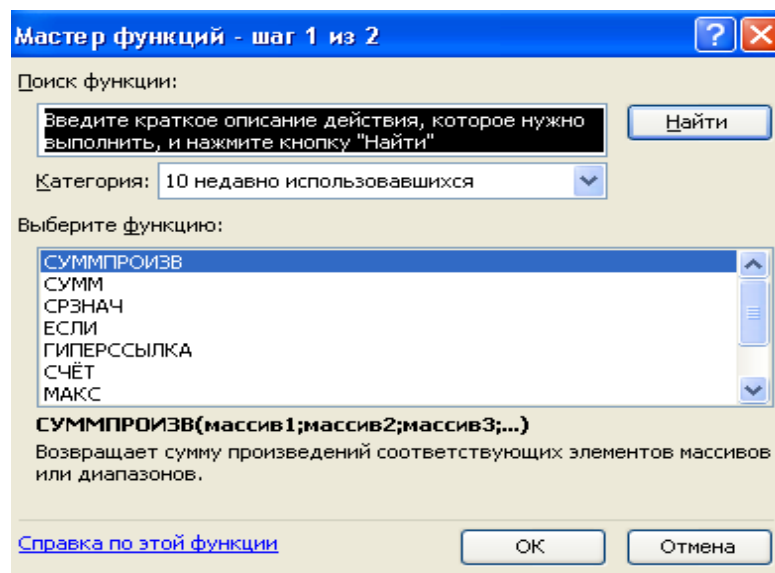 Мастер функций - шаг 1 из 2
Поиск функции:
Введите краткое описание действия, которое нужно
выполнить, и нажмите кнопку "Найти"
Найти
Категория: 10 недавно использовавшихся
Выберите функцию:
СУММПРОИЗВ
СУММ
СРЗНАЧ
ЕСЛИ
ГИПЕРССЫЛКА
СЧЁТ
МАКС
СУММПРОИЗВ(массив1;массив2;массив3;...)
Возвращает сумму произведений соответствующих элементов массивов
или диапазонов.
Справка по этой функции
ОК
Отмена